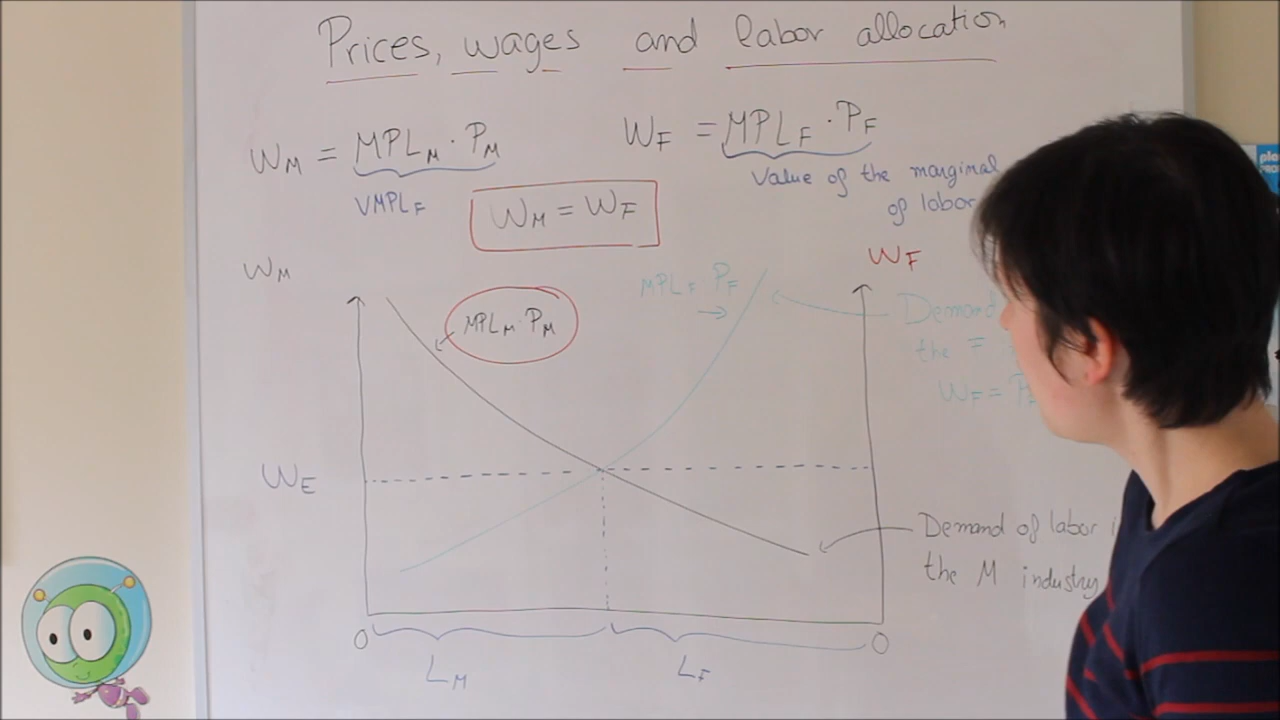 Prices, wages and labor allocation
W_M = MPL_M · P_M
VMPL_F
W_F = MPL_F · P_F
Value of the marginal
of labor
W_M = W_F
W_M
W_F
MPL_M · P_M
MPL_F P_F
Demand
the F
W_F =
W_E
Demand of labor
the M industry
0
0
L_M
L_F